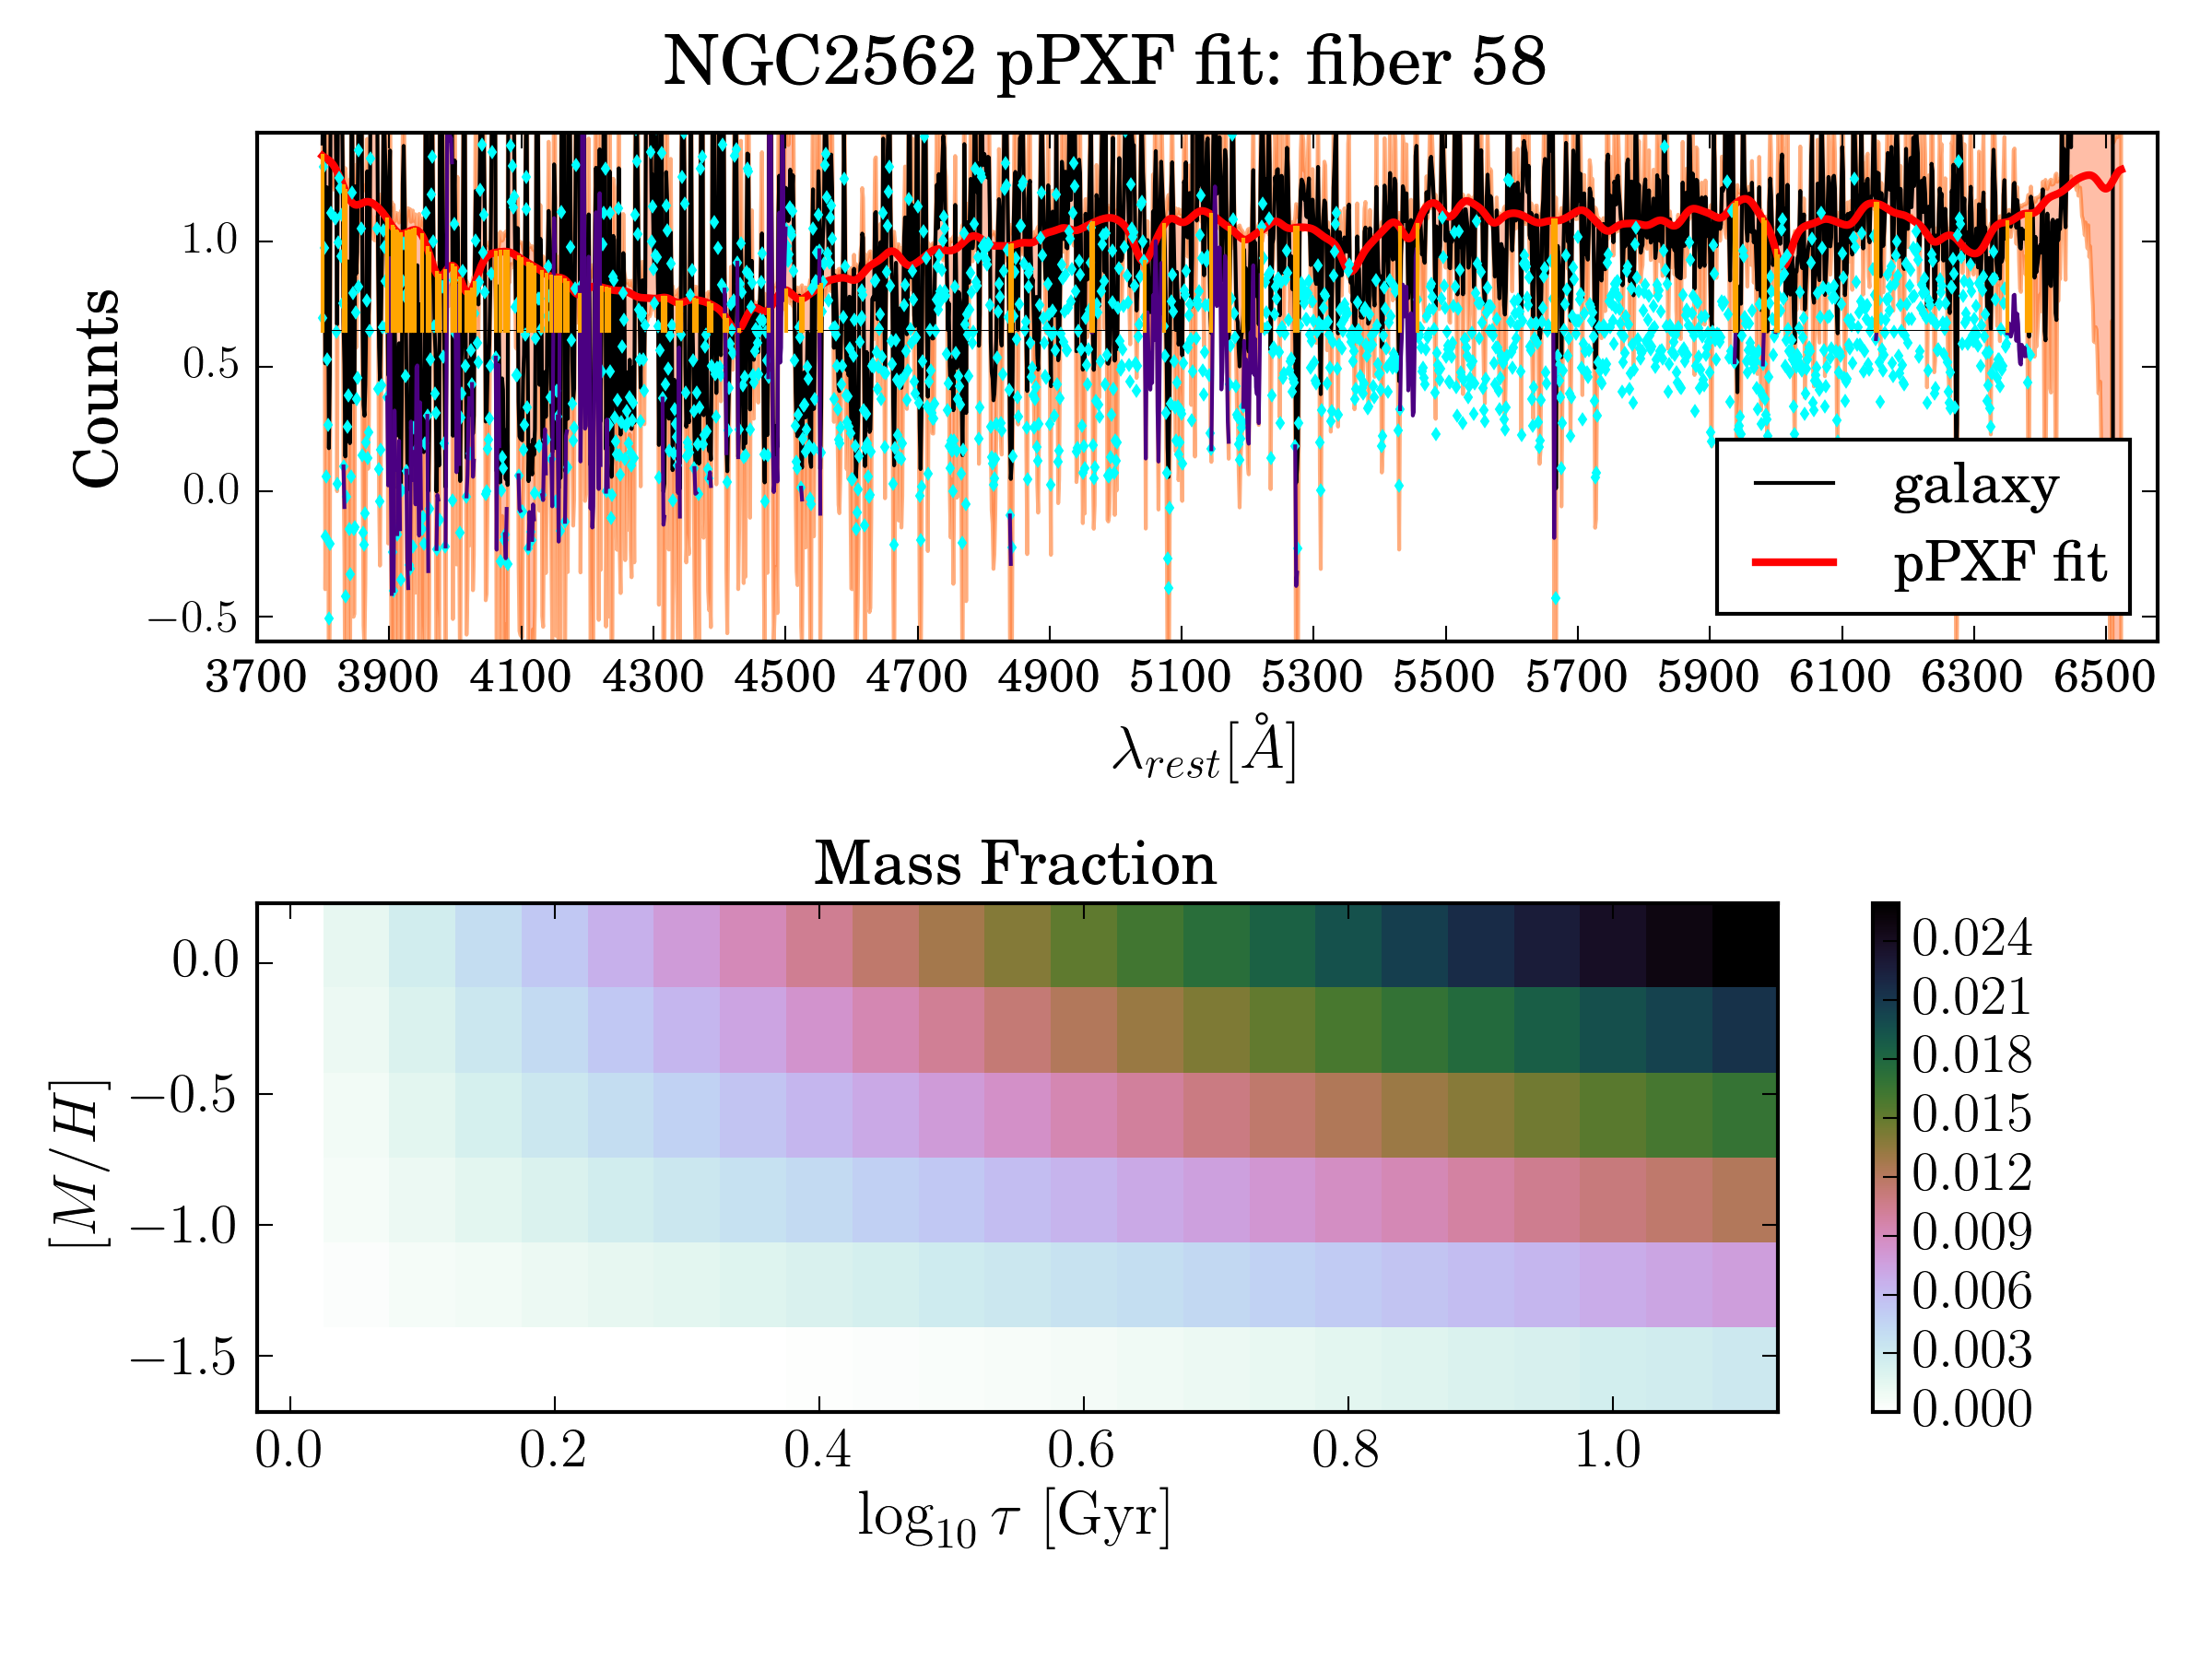 NGC2562 pPXF fit: fiber 58
Counts
1.0
0.5
0.0
−0.5
galaxy
pPXF fit
3700 3900 4100 4300 4500 4700 4900 5100 5300 5500 5700 5900 6100 6300 6500
λrest[Å]
Mass Fraction
[M/H]
0.0
−0.5
−1.0
−1.5
0.0 0.2 0.4 0.6 0.8 1.0
log10 τ [Gyr]
0.024
0.021
0.018
0.015
0.012
0.009
0.006
0.003
0.000